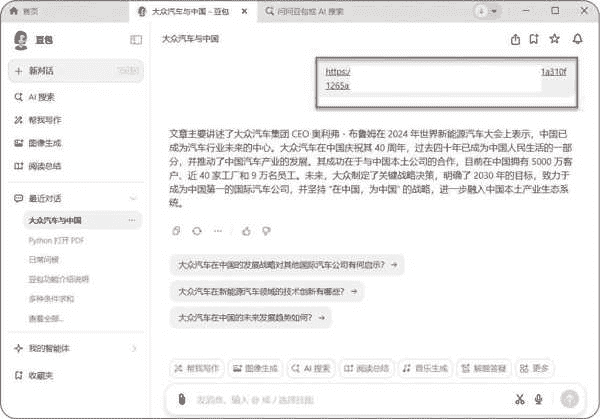 首页
大众汽车与中国 - 豆包
问问豆包或 AI 搜索
豆包
大众汽车与中国
新对话
AI 搜索
帮我写作
图像生成
阅读总结
https:/
1a310f
1265a
文章主要讲述了大众汽车集团 CEO 奥利弗 · 布鲁姆在 2024 年世界新能源汽车大会上表示，中国已
成为汽车行业未来的中心。大众汽车在中国庆祝其 40 周年，过去四十年已成为中国人民生活的一部
分，并推动了中国汽车产业的发展。其成功在于与中国本土公司的合作，目前在中国拥有 5000 万客
户、近 40 家工厂和 9 万名员工。未来，大众制定了关键战略决策，明确了 2030 年的目标，致力于
成为中国第一的国际汽车公司，并坚持 “在中国，为中国” 的战略，进一步融入中国本土产业生态系
统。
最近对话
大众汽车与中国
Python 打开 PDF
日常问候
豆包功能介绍说明
多种条件求和
查看全部...
我的智能体
收藏夹
大众汽车在中国的发展战略对其他国际汽车公司有何启示？
大众汽车在新能源汽车领域的技术创新有哪些？
大众汽车在中国的未来发展趋势如何？
帮我写作
图像生成
AI 搜索
阅读总结
音乐生成
解题答疑
更多
发消息、输入 @ 或 / 选择技能